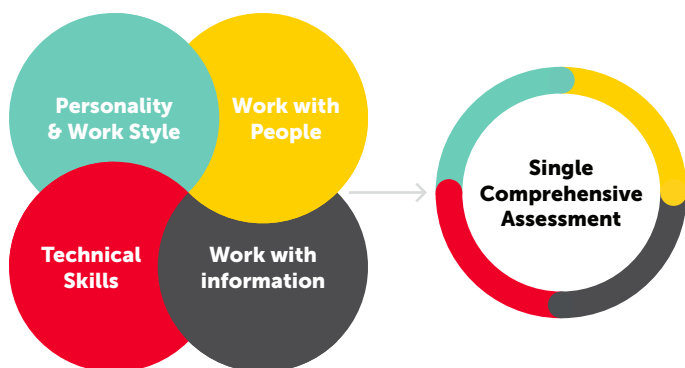 Personality
& Work Style
Work with
People
Technical
Skills
Work with
information
Single
Comprehensive
Assessment